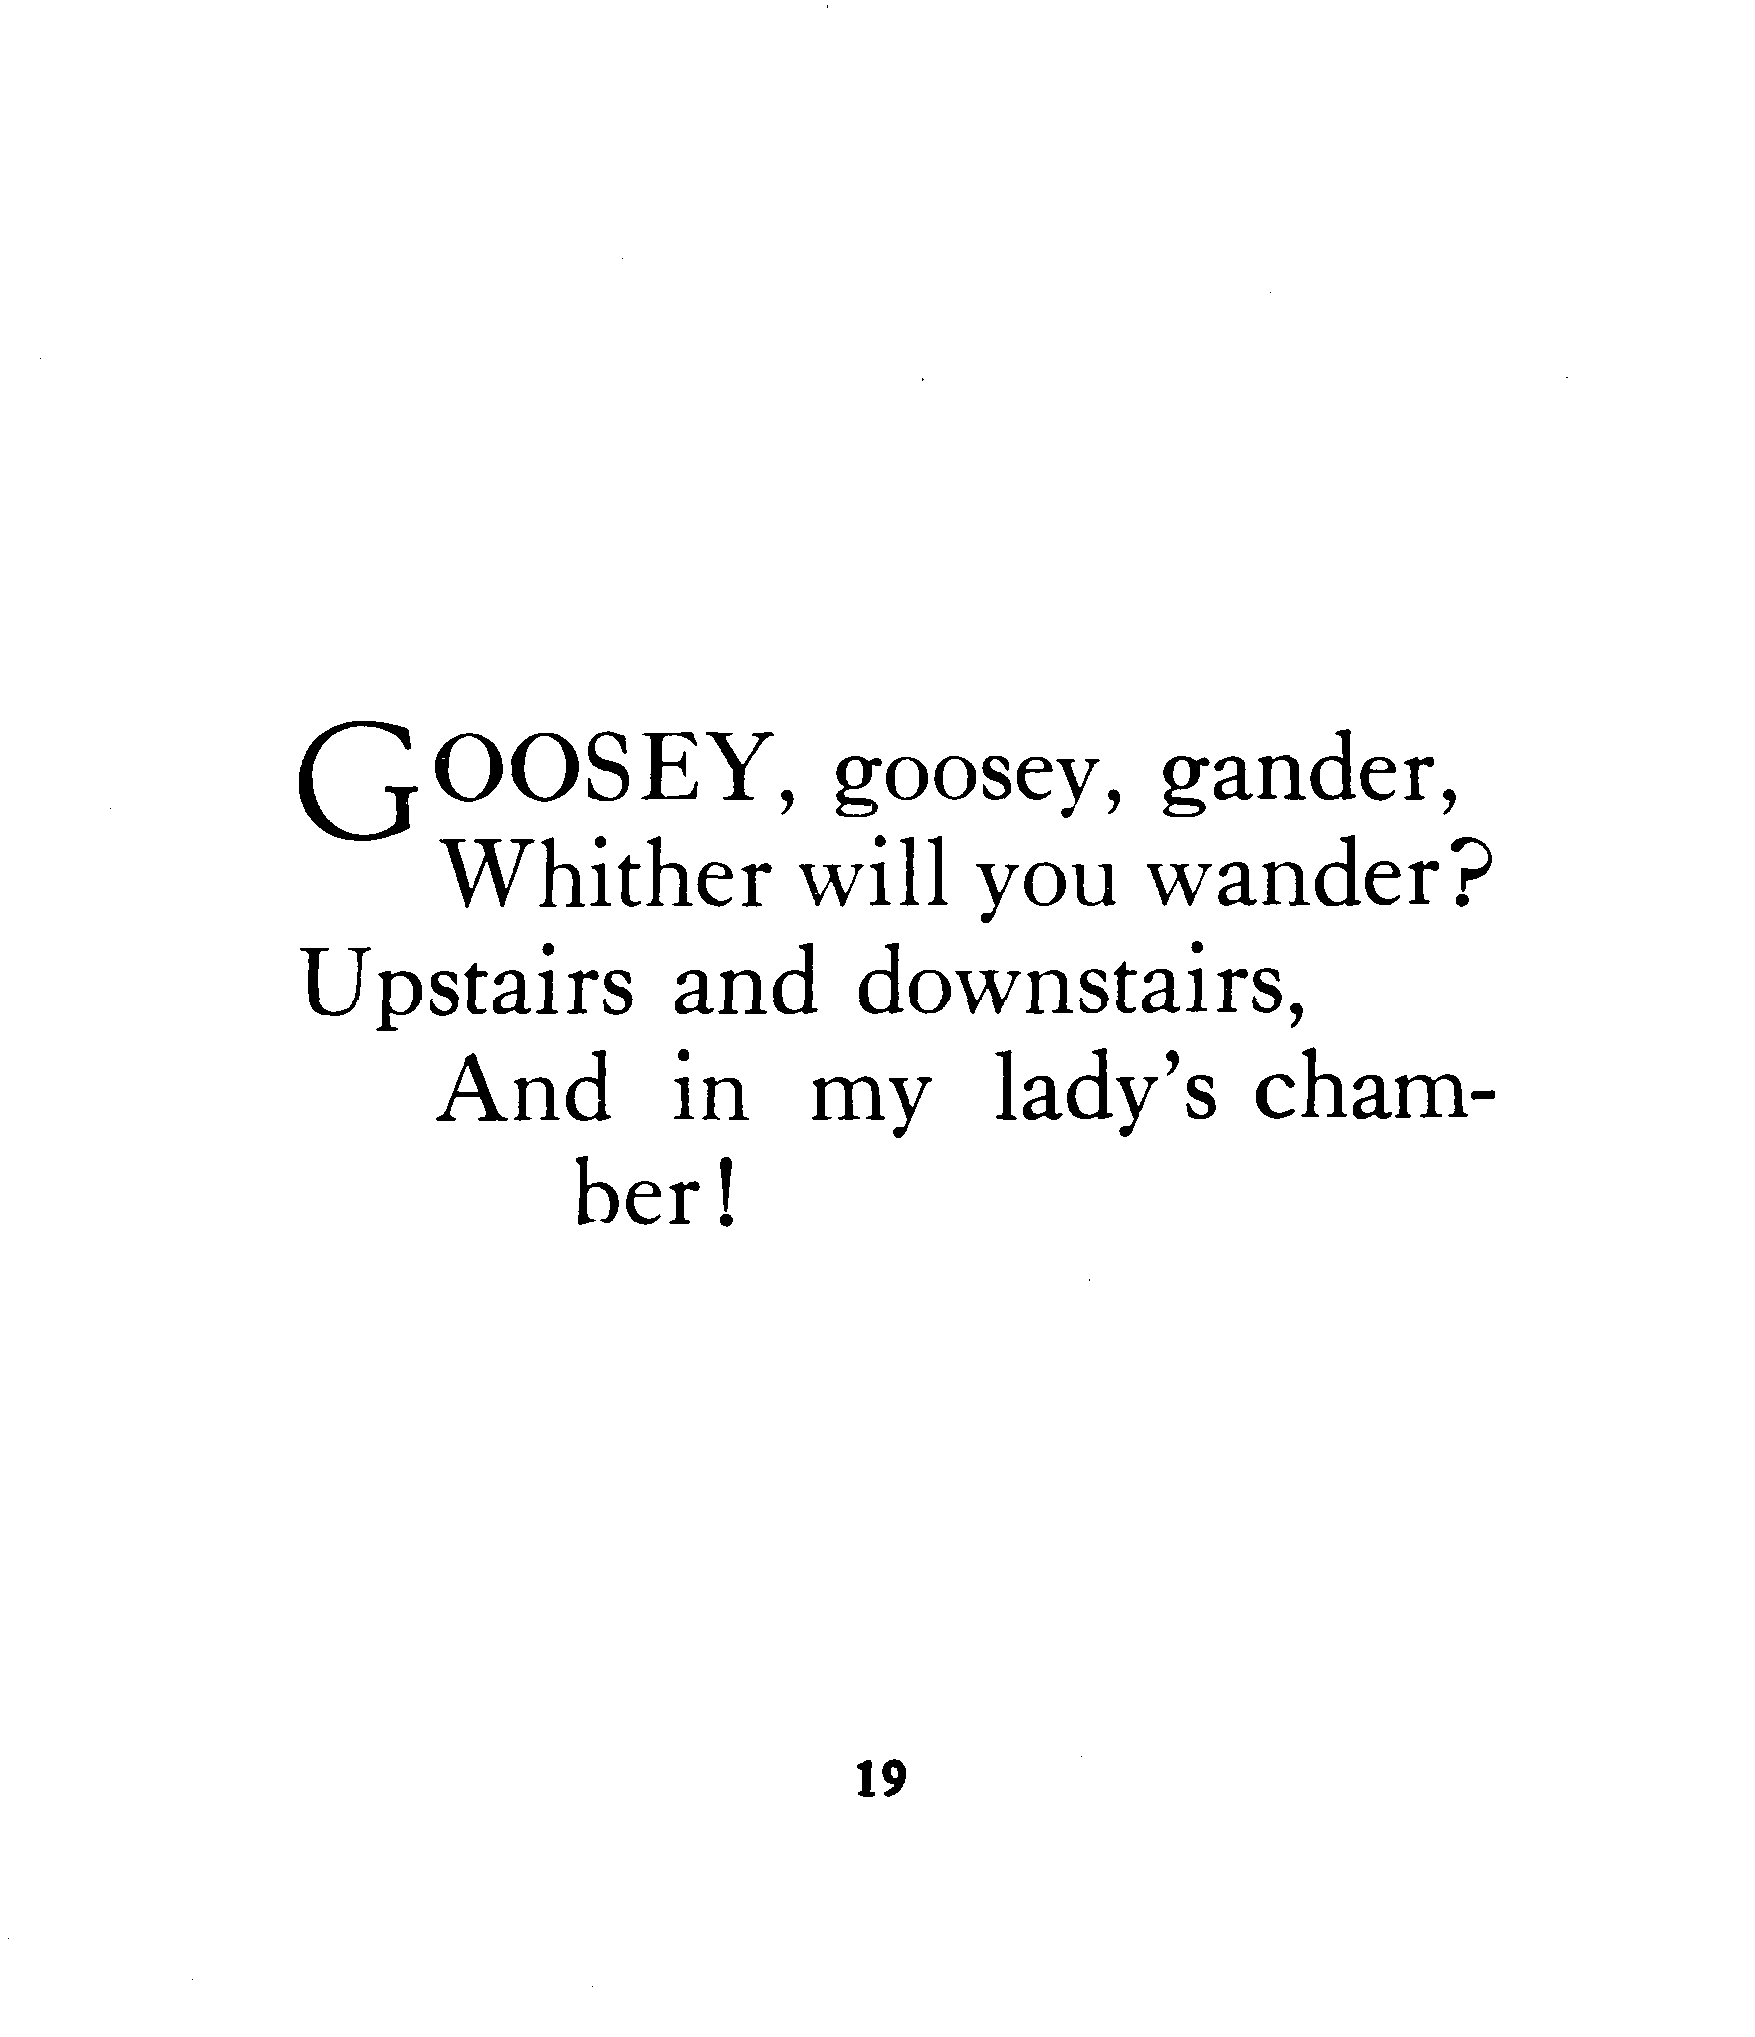 GOOSEY, goosey, gander,
Whither will you wander?
Upstairs and downstairs,
And in my lady's cham-
ber!
19